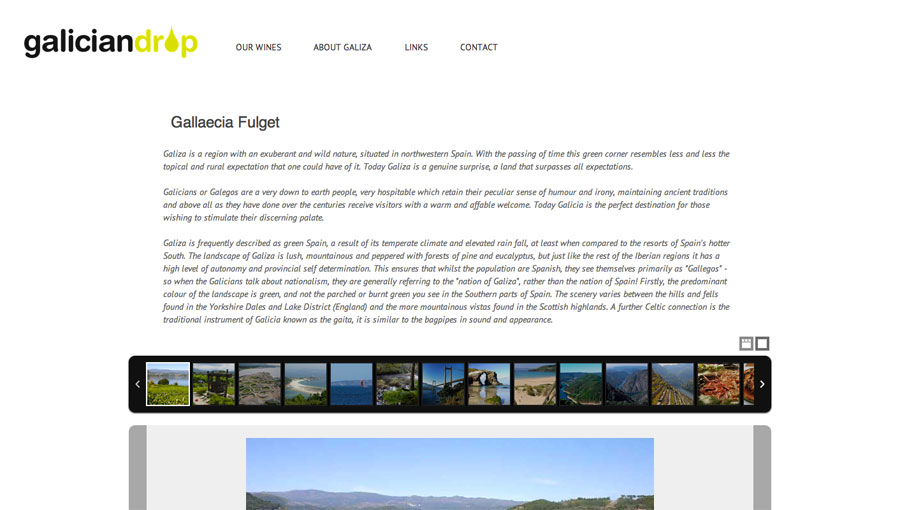 galiciandrop
OUR WINES ABOUT GALIZA LINKS CONTACT
Gallaecia Fulget
Galiza is a region with an exuberant and wild nature, situated in northwestern Spain. With the passing of time this green corner resembles less and less the
topical and rural expectation that one could have of it. Today Galiza is a genuine surprise, a land that surpasses all expectations.
Galicians or Galegos are a very down to earth people, very hospitable which retain their peculiar sense of humour and irony, maintaining ancient traditions
and above all as they have done over the centuries receive visitors with a warm and affable welcome. Today Galicia is the perfect destination for those
wishing to stimulate their discerning palate.
Galiza is frequently described as green Spain, a result of its temperate climate and elevated rain fall, at least when compared to the resorts of Spain's hotter
South. The landscape of Galiza is lush, mountainous and peppered with forests of pine and eucalyptus, but just like the rest of the Iberian regions it has a
high level of autonomy and provincial self determination. This ensures that whilst the population are Spanish, they see themselves primarily as "Gallegos" -
so when the Galicians talk about nationalism, they are generally referring to the "nation of Galiza", rather than the nation of Spain! Firstly, the predominant
colour of the landscape is green, and not the parched or burnt green you see in the Southern parts of Spain. The scenery varies between the hills and fells
found in the Yorkshire Dales and Lake District (England) and the more mountainous vistas found in the Scottish highlands. A further Celtic connection is the
traditional instrument of Galicia known as the gaita, it is similar to the bagpipes in sound and appearance.